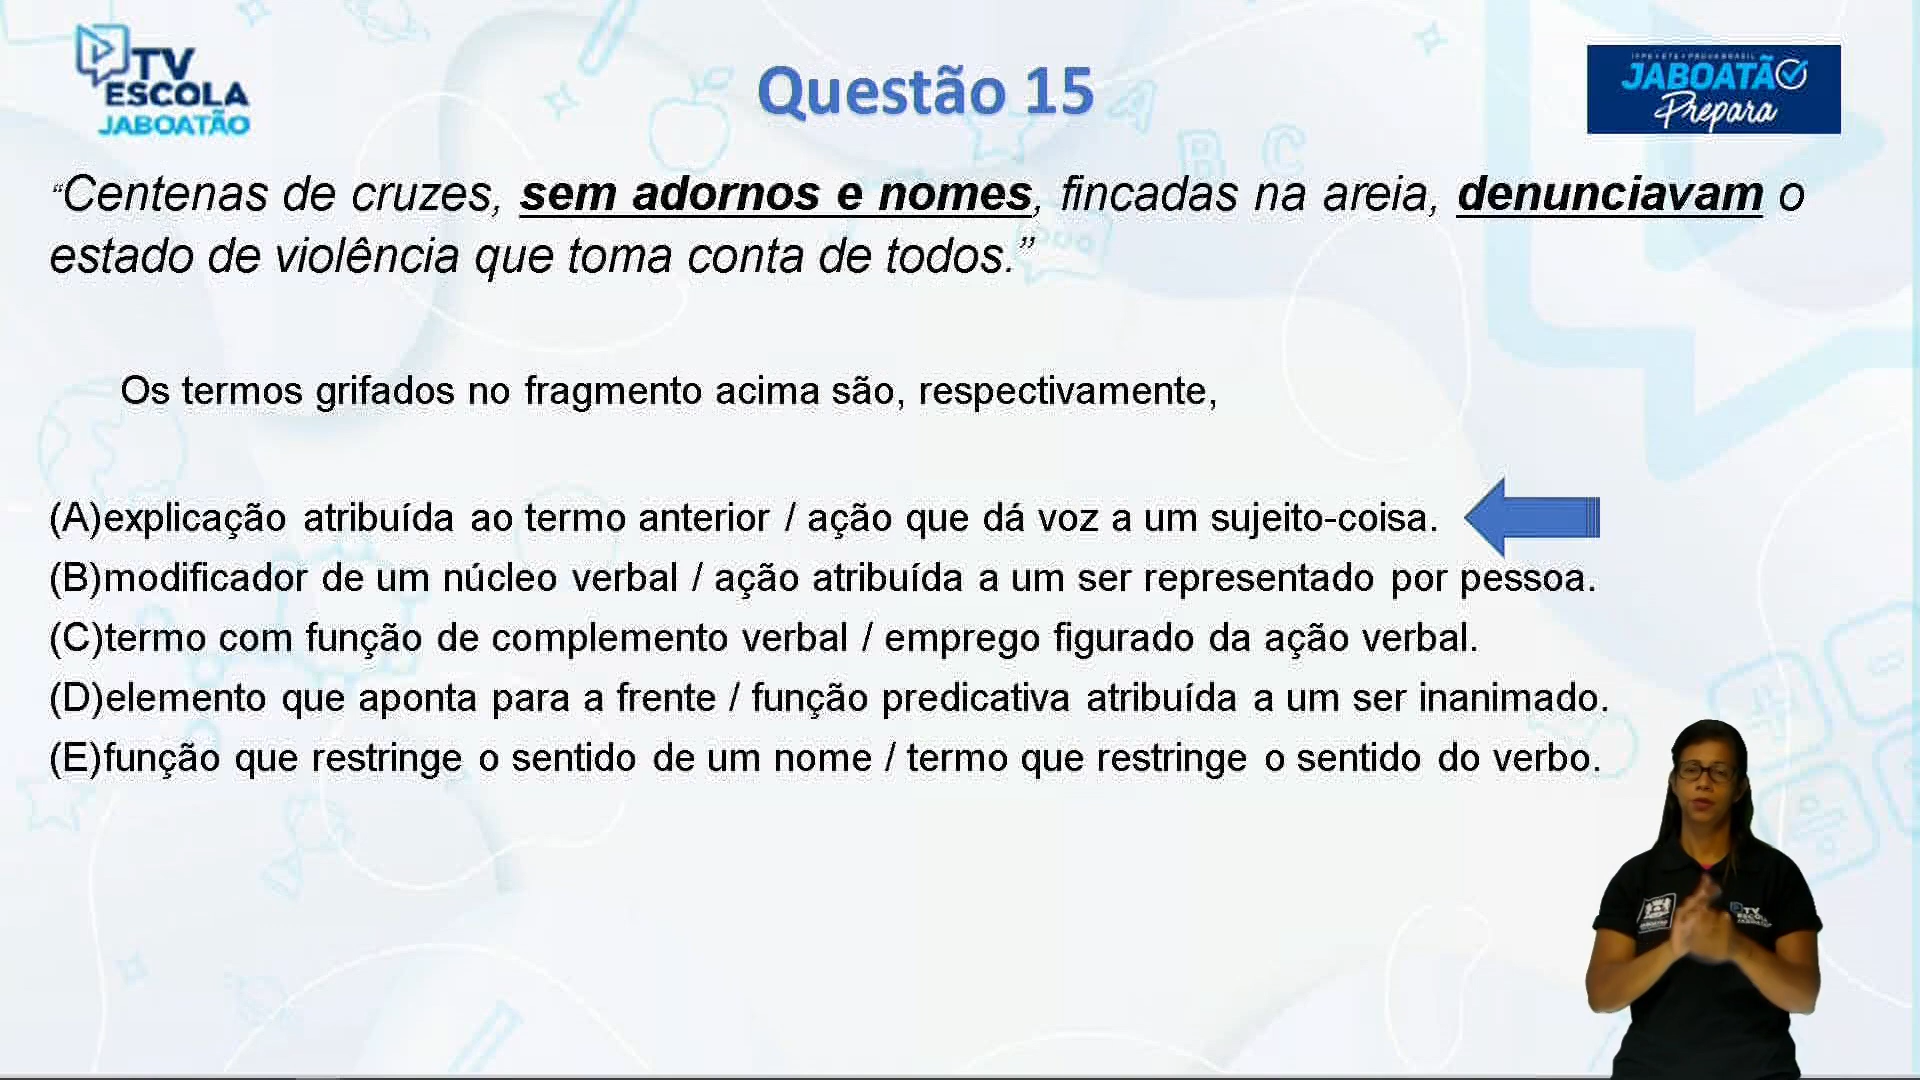 TV
ESCOLA
JABOATÃO
Questão 15
JABOATÃO
Prepara
“Centenas de cruzes, sem adornos e nomes, fincadas na areia, denunciavam o
estado de violência que toma conta de todos.”
Os termos grifados no fragmento acima são, respectivamente,
(A)explicação atribuída ao termo anterior / ação que dá voz a um sujeito-coisa.
(B)modificador de um núcleo verbal / ação atribuída a um ser representado por pessoa.
(C)termo com função de complemento verbal / emprego figurado da ação verbal.
(D)elemento que aponta para a frente / função predicativa atribuída a um ser inanimado.
(E)função que restringe o sentido de um nome / termo que restringe o sentido do verbo.
TV
ESCOLA
JABOATÃO